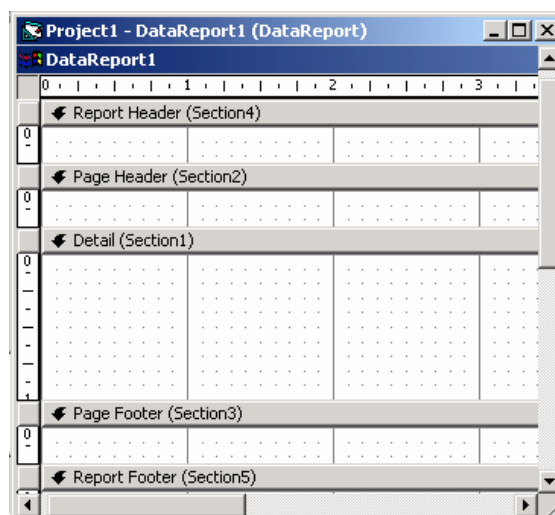 Project1 - DataReport1 (DataReport)
DataReport1
0 1 2 3
Report Header (Section4)
0
Page Header (Section2)
0
Detail (Section1)
0
1
Page Footer (Section3)
0
Report Footer (Section5)